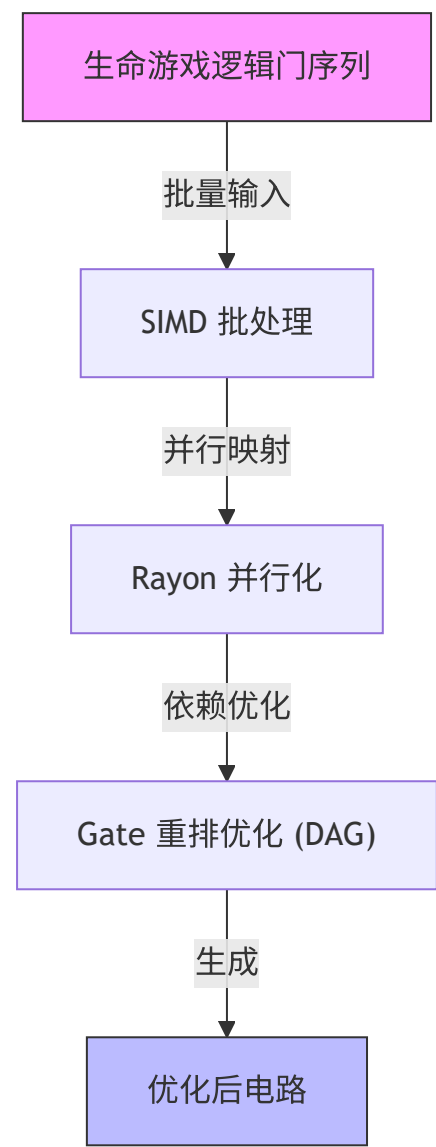 生命游戏逻辑门序列
批量输入
SIMD 批处理
并行映射
Rayon 并行化
依赖优化
Gate 重排优化 (DAG)
生成
优化后电路